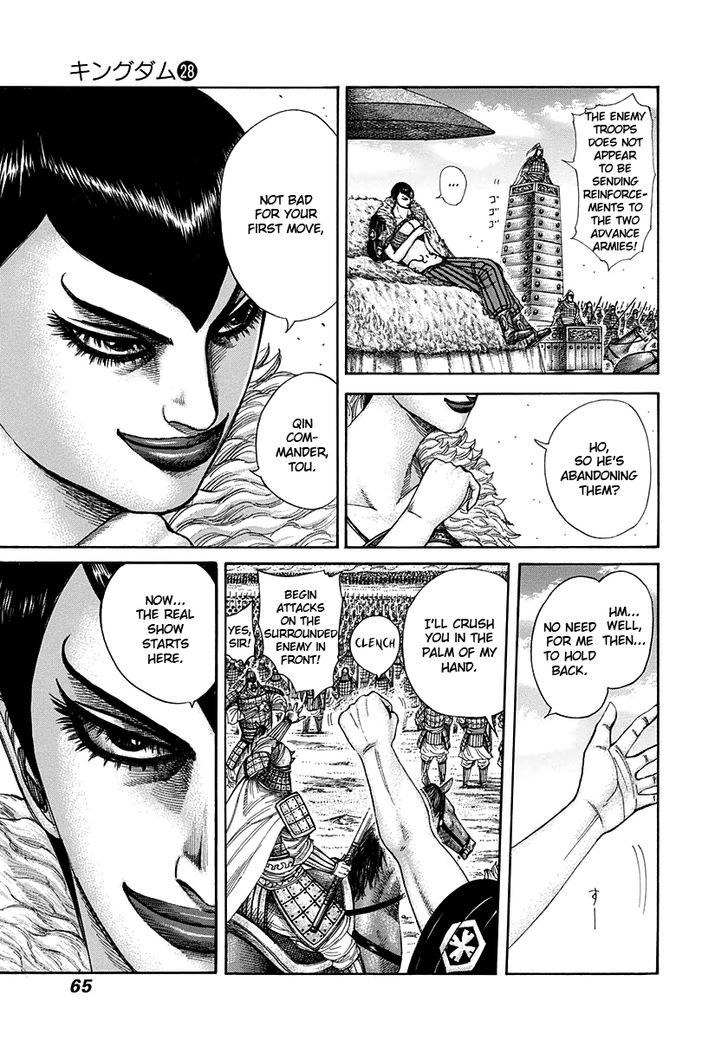 キングダム28
THE ENEMY
TROOPS
DOES
NOT
APPEAR
TO BE
SENDING
REINFORCE-
MENTS TO
THE TWO
ADVANCE
ARMIES!
...
ゴ
ゴ
ゴ
NOT BAD
FOR YOUR
FIRST MOVE,
QIN
COM-
MANDER,
TOU.
HO,
SO HE'S
ABANDONING
THEM?
HM...
WELL,
THEN...
NO NEED
FOR ME
TO HOLD
BACK.
すー
I'LL CRUSH
YOU IN THE
PALM OF MY
HAND.
CLENCH
BEGIN
ATTACKS
ON THE
SURROUNDED
ENEMY IN
FRONT!
YES,
SIR!
NOW...
THE REAL
SHOW
STARTS
HERE.
65